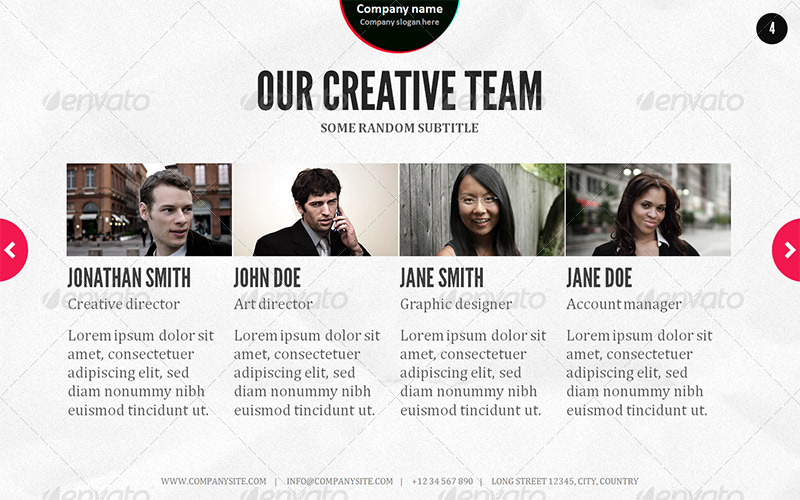 Company name
Company slogan here
4
OUR CREATIVE TEAM
SOME RANDOM SUBTITLE
JONATHAN SMITH
Creative director
Lorem ipsum dolor sit
amet, consectetuer
adipiscing elit, sed
diam nonummy nibh
euismod tincidunt ut.
JOHN DOE
Art director
Lorem ipsum dolor sit
amet, consectetuer
adipiscing elit, sed
diam nonummy nibh
euismod tincidunt ut.
JANE SMITH
Graphic designer
Lorem ipsum dolor sit
amet, consectetuer
adipiscing elit, sed
diam nonummy nibh
euismod tincidunt ut.
JANE DOE
Account manager
Lorem ipsum dolor sit
amet, consectetuer
adipiscing elit, sed
diam nonummy nibh
euismod tincidunt ut.
WWW.COMPANYSITE.COM | INFO@COMPANYSITE.COM | +12 34 567 890 | LONG STREET 12345, CITY, COUNTRY
envato